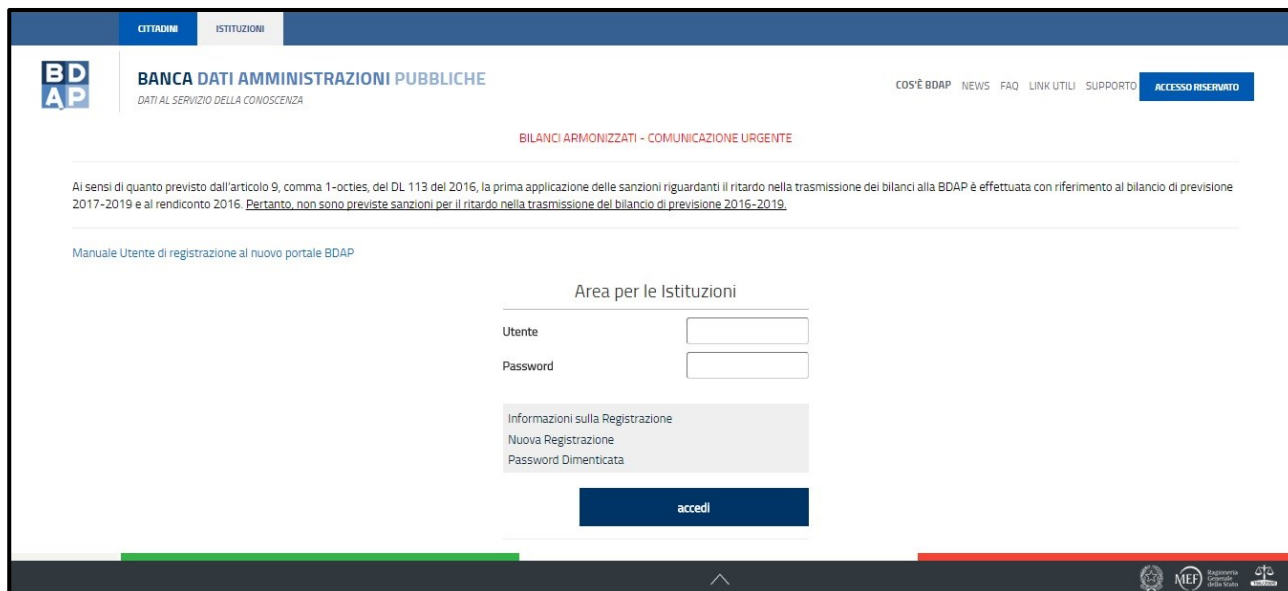 CITTADINI ISTITUZIONI
BD
AP
BANCA DATI AMMINISTRAZIONI PUBBLICHE
DATI AL SERVIZIO DELLA CONOSCENZA
COS'È BDAP NEWS FAQ LINK UTILI SUPPORTO ACCESSO RISERVATO
BILANCI ARMONIZZATI - COMUNICAZIONE URGENTE
Ai sensi di quanto previsto dall'articolo 9, comma 1-octies, del DL 113 del 2016, la prima applicazione delle sanzioni riguardanti il ritardo nella trasmissione dei bilanci alla BDAP è effettuata con riferimento al bilancio di previsione
2017-2019 e al rendiconto 2016. Pertanto, non sono previste sanzioni per il ritardo nella trasmissione del bilancio di previsione 2016-2019.
Manuale Utente di registrazione al nuovo portale BDAP
Area per le Istituzioni
Utente
Password
Informazioni sulla Registrazione
Nuova Registrazione
Password Dimenticata
accedi
MEF Ragioneria
Generale
dello Stato